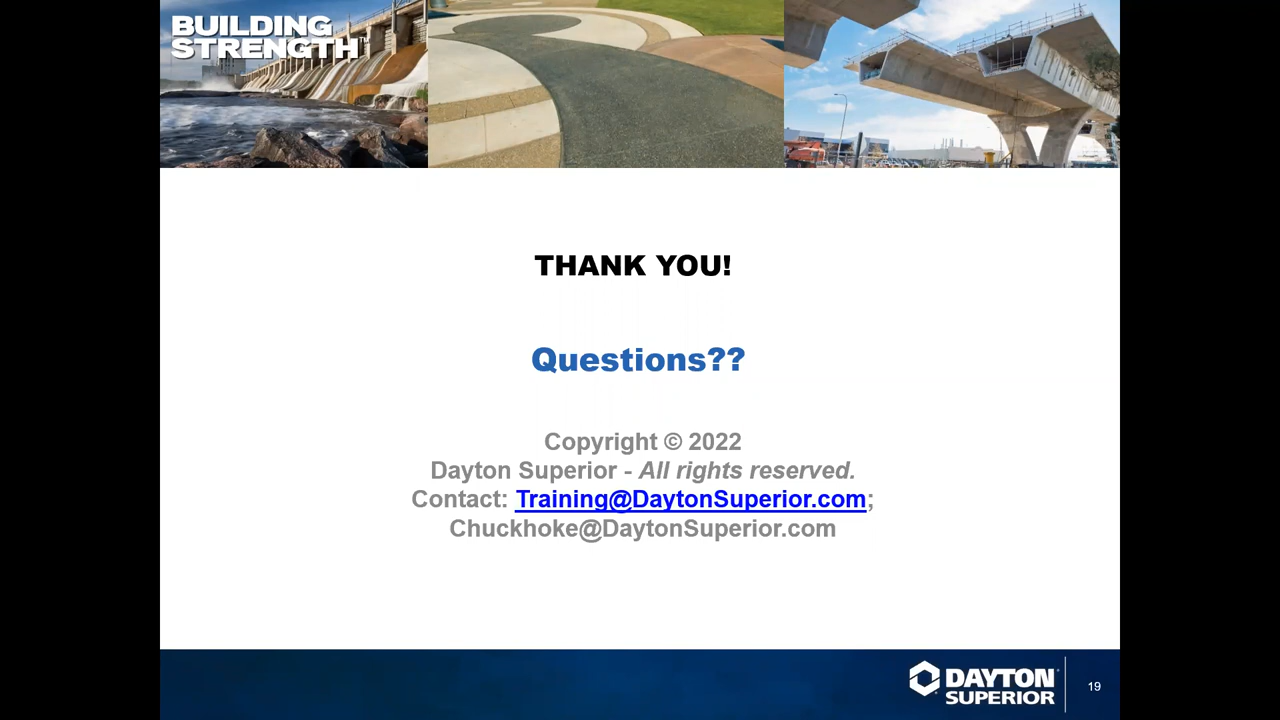 BUILDING
STRENGTH™
THANK YOU!
Questions??
Copyright © 2022
Dayton Superior - All rights reserved.
Contact: Training@DaytonSuperior.com;
Chuckhoke@DaytonSuperior.com
DAYTON
SUPERIOR
19